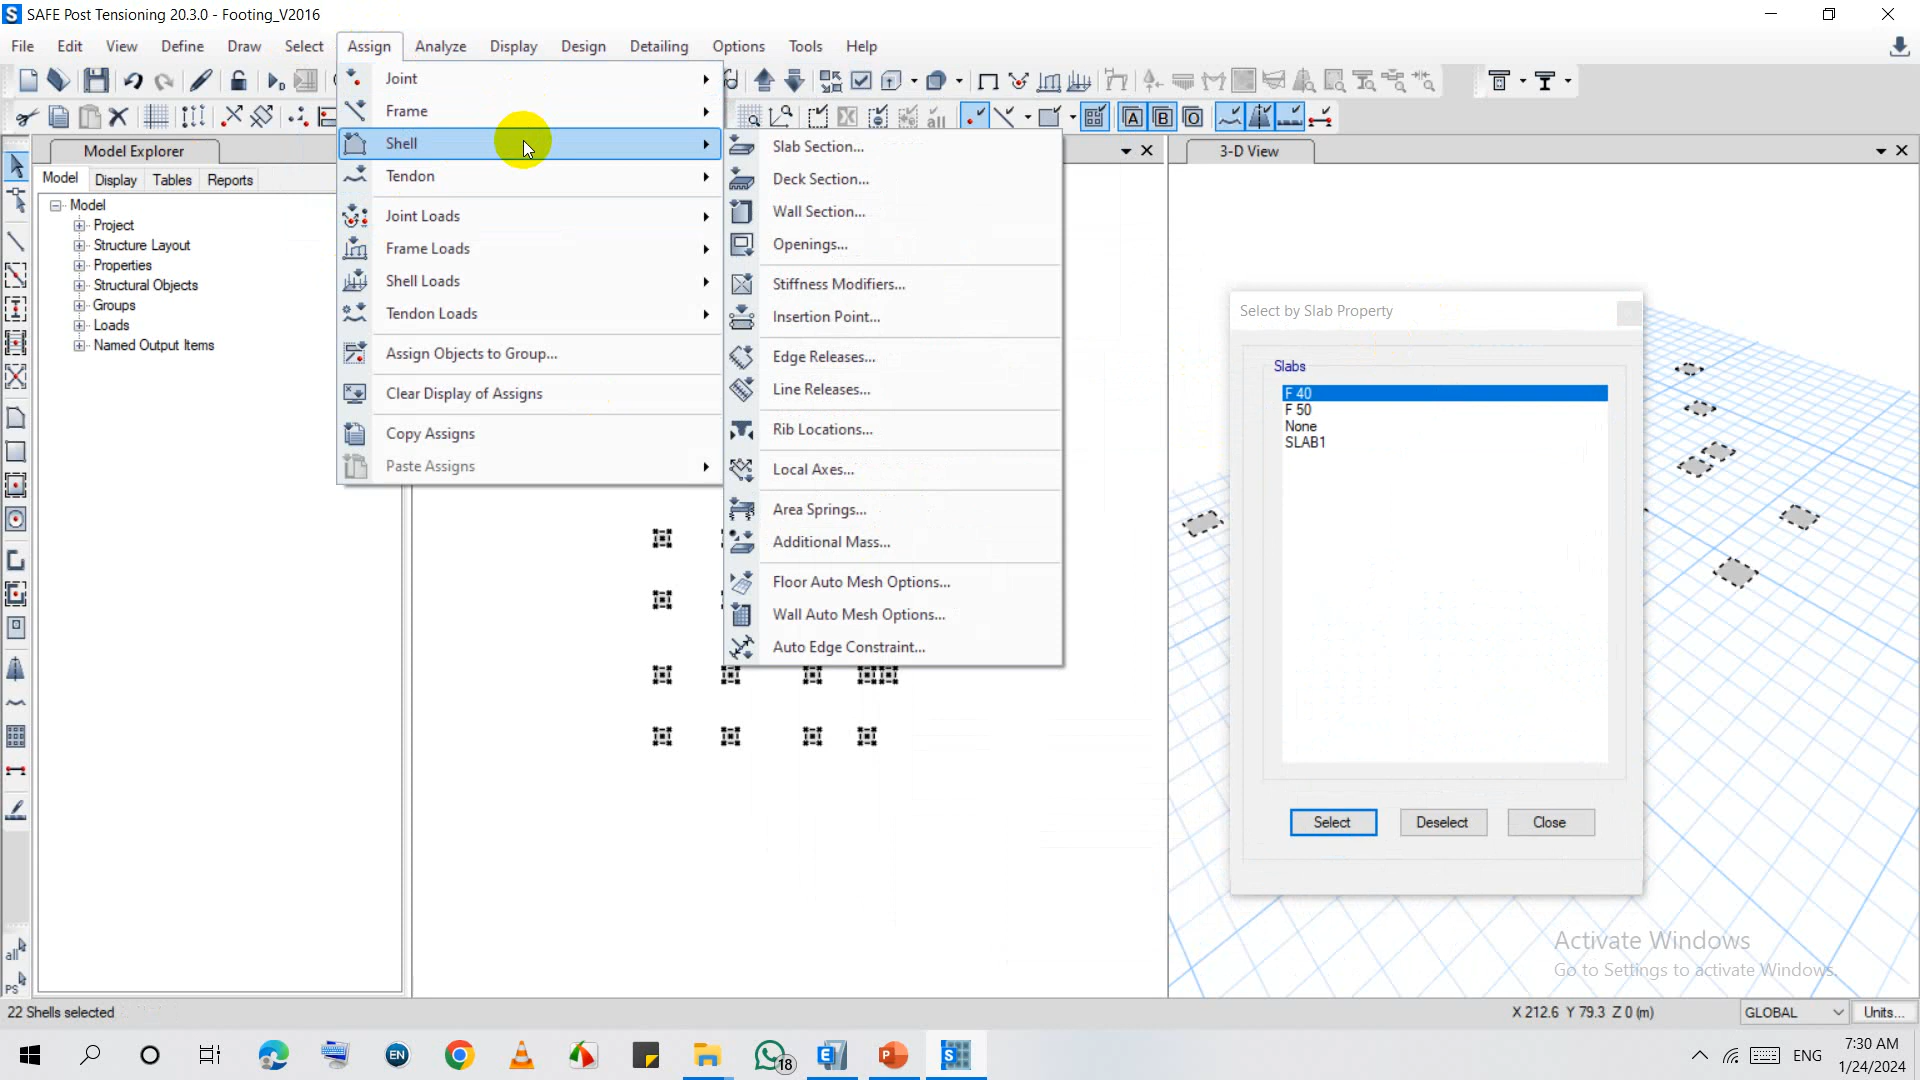 SAFE Post Tensioning 20.3.0 - Footing_V2016
File Edit View Define Draw Select Assign Analyze Display Design Detailing Options Tools Help
Joint
Frame
Shell
Tendon
Joint Loads
Frame Loads
Shell Loads
Tendon Loads
Assign Objects to Group...
Clear Display of Assigns
Copy Assigns
Paste Assigns
Slab Section...
Deck Section...
Wall Section...
Openings...
Stiffness Modifiers...
Insertion Point...
Edge Releases...
Line Releases...
Rib Locations...
Local Axes...
Area Springs...
Additional Mass...
Floor Auto Mesh Options...
Wall Auto Mesh Options...
Auto Edge Constraint...
all
A B O
Model Explorer
Model Display Tables Reports
Model
Project
Structure Layout
Properties
Structural Objects
Groups
Loads
Named Output Items
all
PS
3-D View
Select by Slab Property
Slabs
F 40
F 50
None
SLAB1
Select Deselect Close
Activate Windows
Go to Settings to activate Windows.
22 Shells selected
X 212.6 Y 79.3 Z 0 (m)
GLOBAL
Units...
EN
18
ENG
7:30 AM
1/24/2024